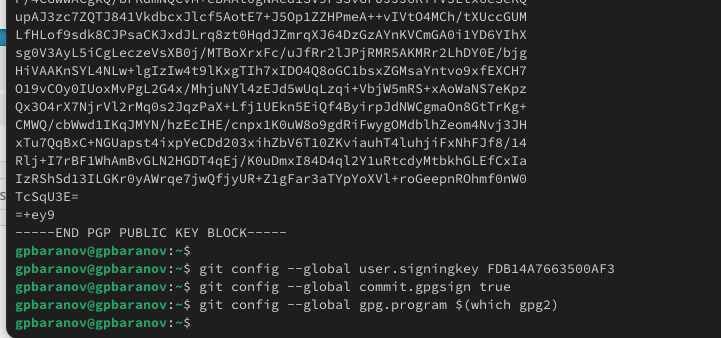 upAJ3zc7ZQTJ841VkdbcxJlcf5AotE7+J5Op1ZZHPmeA++vIVtO4MCh/tXUccGUM
LfHLof9sdk8CJPsaCKJxdJLrq8zt0HqdJZmrqXJ64DzGzAYnKVCmGA0i1YD6YIhX
sg0V3AyL5iCgLeczeVsXB0j/MTBoXrxFc/uJfRr2lJPjRMR5AKMRr2LhDY0E/bjg
HiVAAKnSYL4NLw+lgIzIw4t9lKxgTIh7xIDO4Q8oGC1bsxZGMsaYntvo9xfEXCH7
O19vCOy0IUoxMvPgL2G4x/MhjuNYl4zEJd5wUqLzqi+VbjW5mRS+xAoWaNS7eKpz
Qx3O4rX7NjrVl2rMq0s2JqzPaX+Lfj1UEkn5EiQf4ByirpJdNWCgmaOn8GtTrKg+
CMWQ/cbWwd1IKqJMYN/hzEcIHE/cnpx1K0uW8o9gdRiFwygOMdblhZeom4Nvj3JH
xTu7QqBxC+NGUapst4ixpYeCDd203xihZbV6T10ZKviauhT4luhjiFxNhFJf8/14
Rlj+I7rBF1WhAmBvGLN2HGDT4qEj/K0uDmxI84D4ql2Y1uRtcdyMtbkhGLEfCxIa
IzRShSd13ILGKr0yAWrqe7jwQfjyUR+Z1gFar3aTYpYoXVl+roGeepnROhmf0nW0
TcSqU3E=
=+ey9
-----END PGP PUBLIC KEY BLOCK-----
gpbaranov@gpbaranov:~$
gpbaranov@gpbaranov:~$ git config --global user.signingkey FDB14A7663500AF3
gpbaranov@gpbaranov:~$ git config --global commit.gpgsign true
gpbaranov@gpbaranov:~$ git config --global gpg.program $(which gpg2)
gpbaranov@gpbaranov:~$